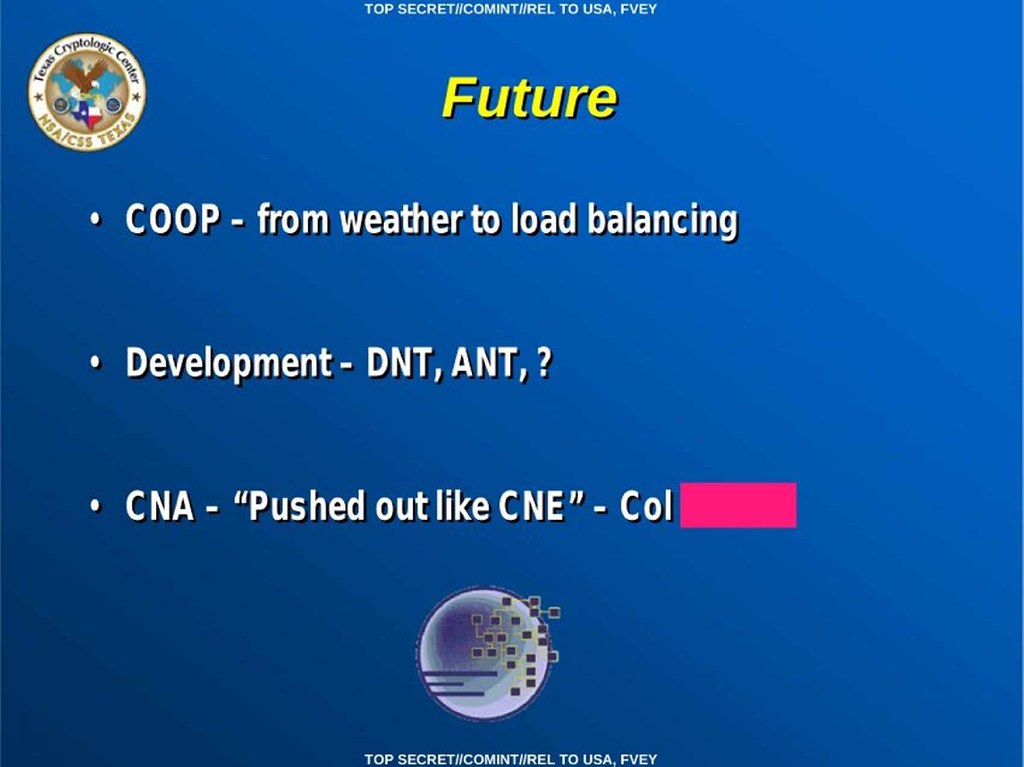 TOP SECRET//COMINT//REL TO USA, FVEY
Texas Cryptologic Center
NSA/CSS TEXAS
Future
• COOP – from weather to load balancing
• Development – DNT, ANT, ?
• CNA – “Pushed out like CNE” – Col
TOP SECRET//COMINT//REL TO USA, FVEY